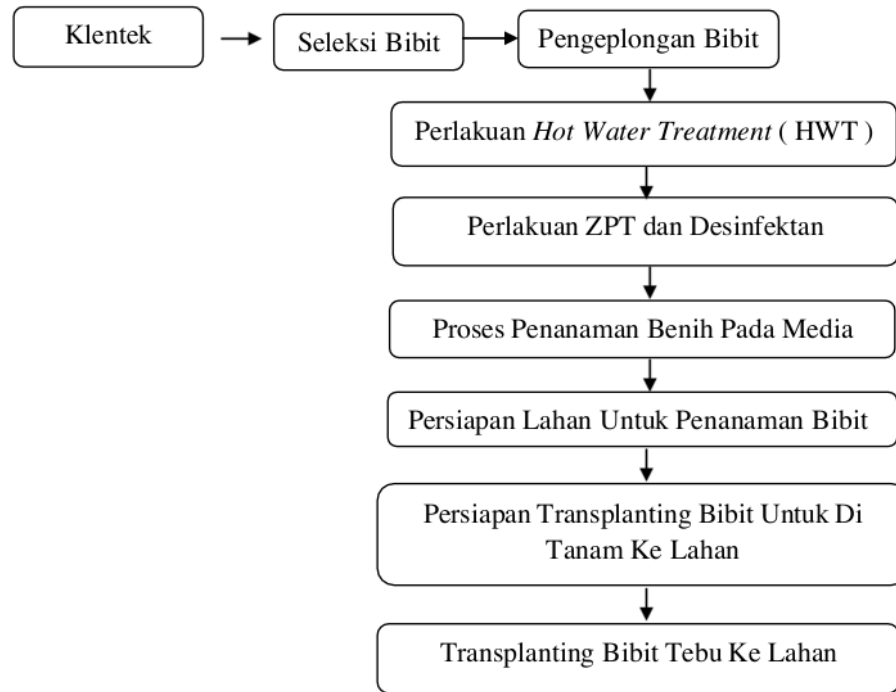 Klentek
Seleksi Bibit
Pengeplongan Bibit
Perlakuan Hot Water Treatment ( HWT )
Perlakuan ZPT dan Desinfektan
Proses Penanaman Benih Pada Media
Persiapan Lahan Untuk Penanaman Bibit
Persiapan Transplanting Bibit Untuk Di
Tanam Ke Lahan
Transplanting Bibit Tebu Ke Lahan